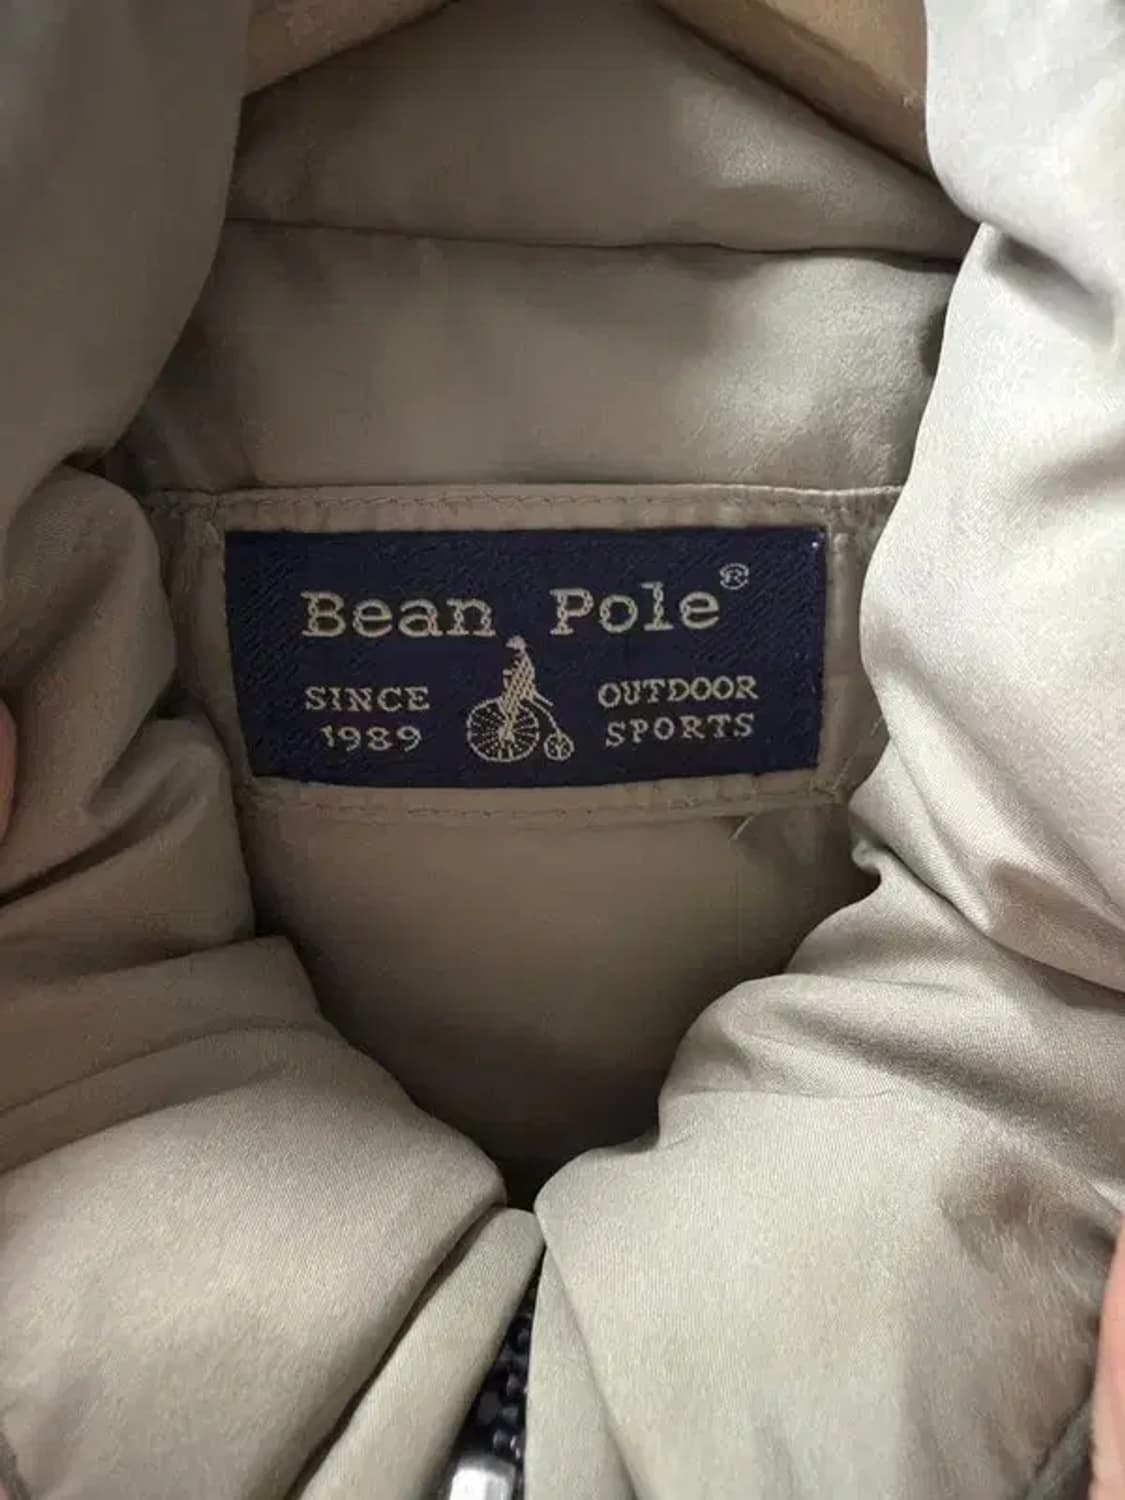 Bean Pole®
SINCE
1989
OUTDOOR
SPORTS